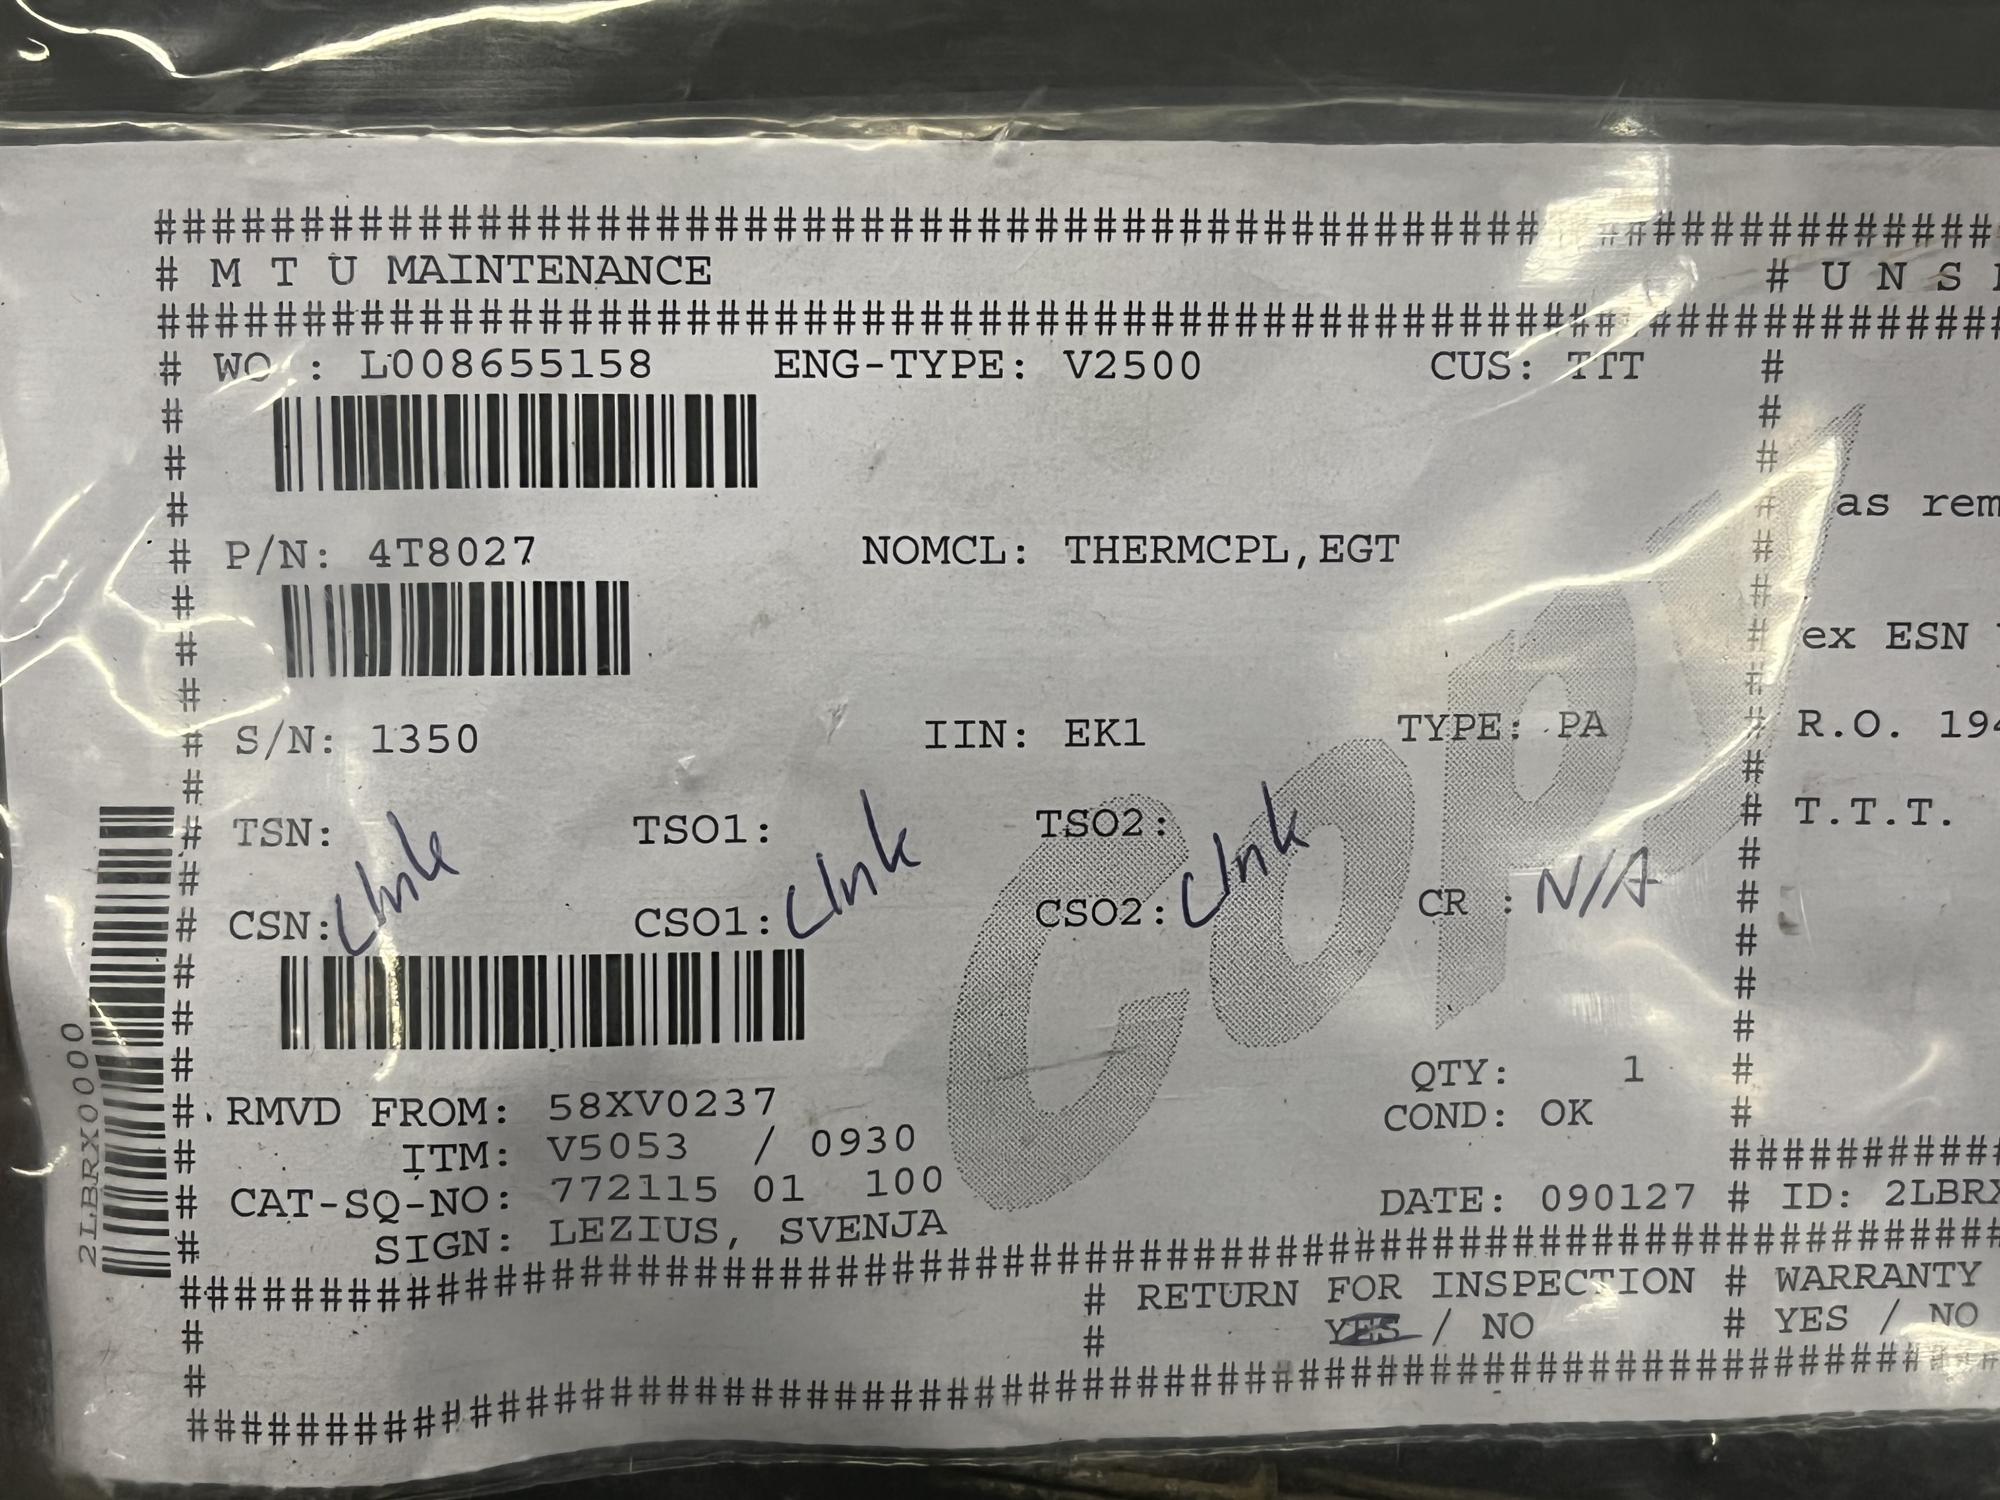 ##########################################################
# M T U MAINTENANCE # U N S
##########################################################
# WO : L008655158 ENG-TYPE: V2500 CUS: TTT #
# #
# as rem
# P/N: 4T8027 NOMCL: THERMCPL,EGT #
# ex ESN
# S/N: 1350 IIN: EK1 TYPE: PA # R.O. 194
# TSN: TSO1: TSO2: # T.T.T.
Unk Unk Unk
# CSN: CSO1: CSO2: CR : N/A #
COPY
# QTY: 1 #
# RMVD FROM: 58XV0237 COND: OK #
# ITM: V5053 / 0930 ###########
# CAT-SQ-NO: 772115 01 100 DATE: 090127 # ID: 2LBRX
# SIGN: LEZIUS, SVENJA
##########################################################
# # RETURN FOR INSPECTION # WARRANTY
# # YES / NO # YES / NO
##########################################################
2LBRX0000